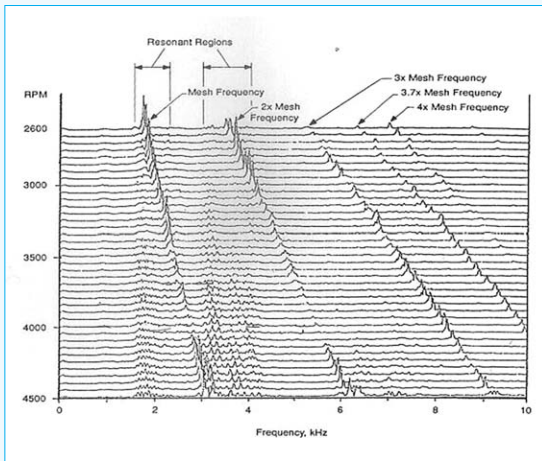 Resonant Regions
RPM
Mesh Frequency
2x Mesh
Frequency
3x Mesh Frequency
3.7x Mesh Frequency
4x Mesh Frequency
2600
3000
3500
4000
4500
0
2
4
6
8
10
Frequency, kHz